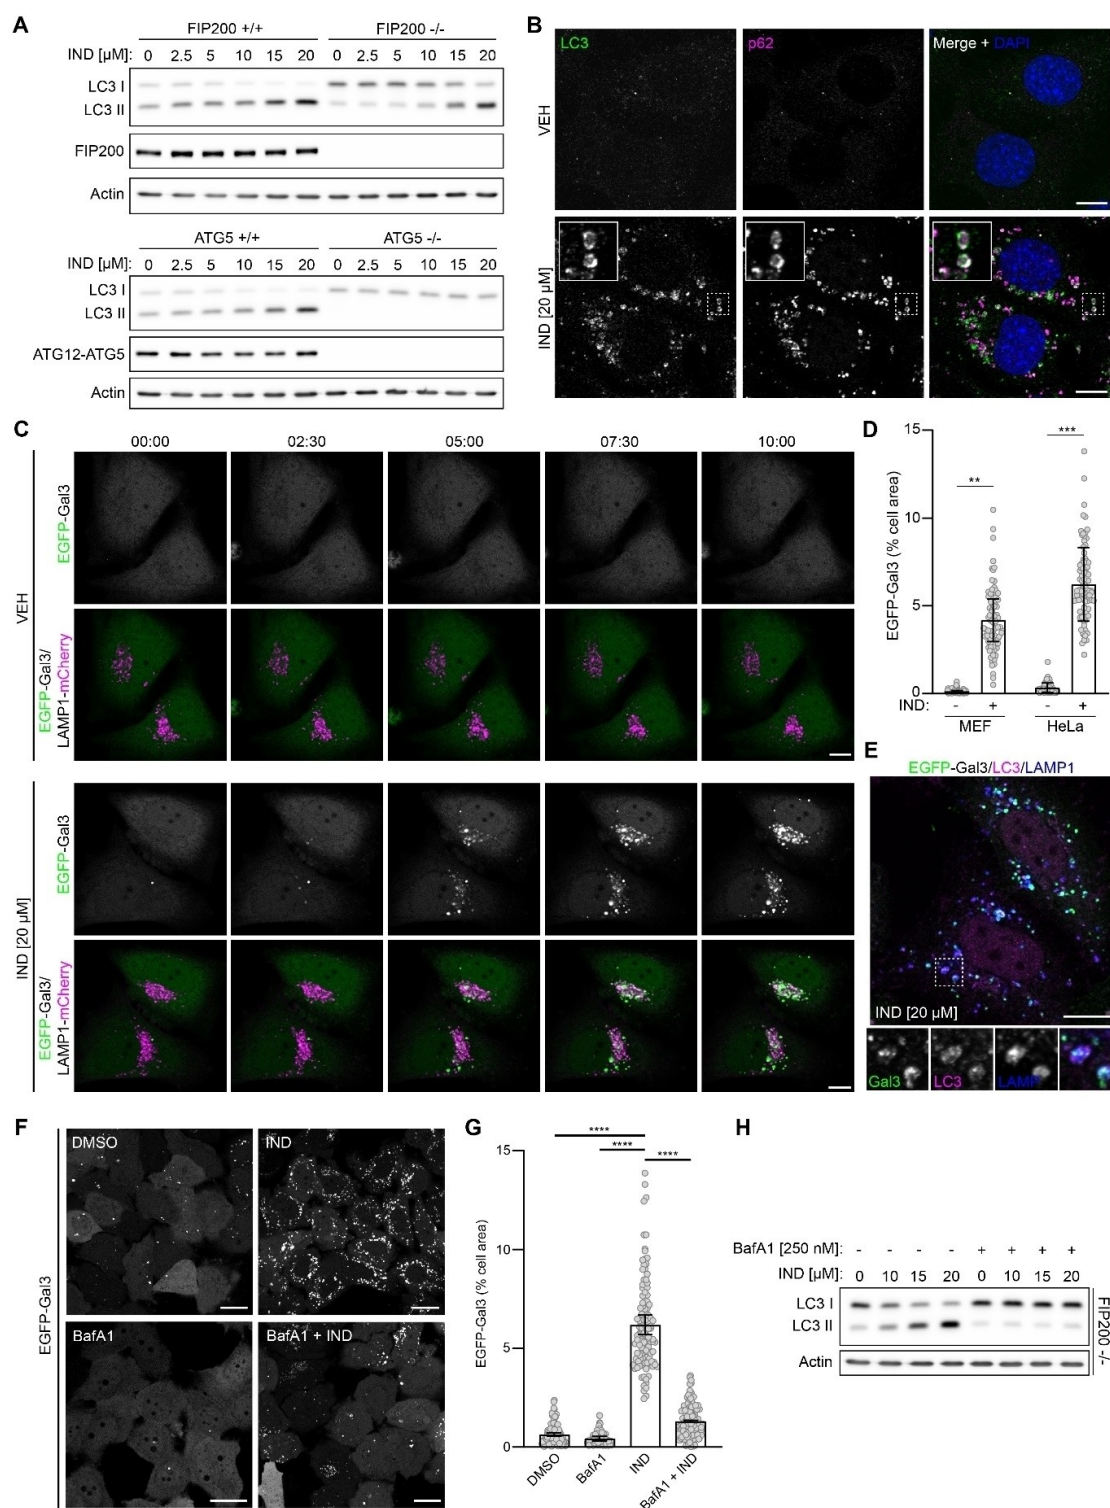 A
FIP200 +/+ FIP200 -/-
IND [µM]: 0 2.5 5 10 15 20 0 2.5 5 10 15 20
LC3 I
LC3 II
FIP200
Actin
ATG5 +/+ ATG5 -/-
IND [µM]: 0 2.5 5 10 15 20 0 2.5 5 10 15 20
LC3 I
LC3 II
ATG12-ATG5
Actin
B
LC3 p62 Merge + DAPI
VEH
IND [20 µM]
C
00:00 02:30 05:00 07:30 10:00
VEH
EGFP-Gal3
EGFP-Gal3/
LAMP1-mCherry
IND [20 µM]
EGFP-Gal3
EGFP-Gal3/
LAMP1-mCherry
D
EGFP-Gal3 (% cell area)
15
10
5
0
** ***
IND: - + - +
MEF HeLa
E
EGFP-Gal3/LC3/LAMP1
IND [20 µM]
Gal3 LC3 LAMP
F
EGFP-Gal3
DMSO IND
BafA1 BafA1 + IND
G
EGFP-Gal3 (% cell area)
15
10
5
0
****
**** ****
DMSO BafA1 IND BafA1 + IND
H
BafA1 [250 nM]: - - - - + + + +
IND [µM]: 0 10 15 20 0 10 15 20
LC3 I
LC3 II
Actin
FIP200 -/-